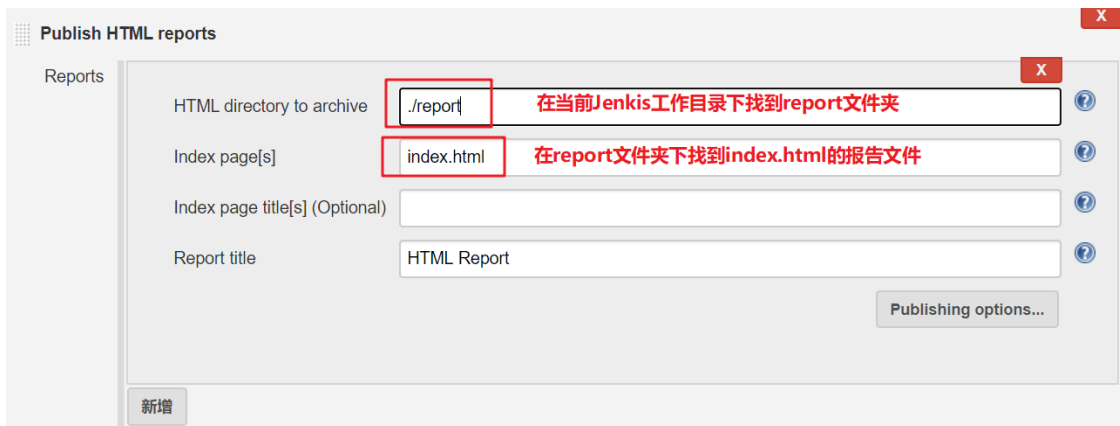 X
Publish HTML reports
Reports
X
HTML directory to archive ./report 在当前Jenkis工作目录下找到report文件夹
Index page[s] index.html 在report文件夹下找到index.html的报告文件
Index page title[s] (Optional)
Report title HTML Report
Publishing options...
新增